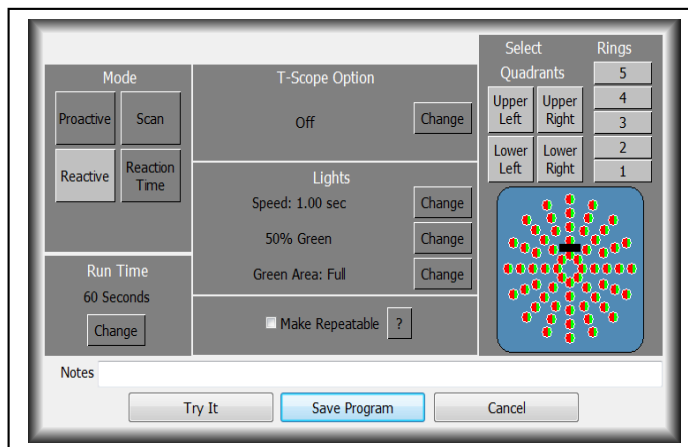 Mode
Proactive
Scan
Reactive
Reaction
Time
Run Time
60 Seconds
Change
T-Scope Option
Off
Change
Lights
Speed: 1.00 sec
Change
50% Green
Change
Green Area: Full
Change
Make Repeatable
?
Select
Quadrants
Upper
Left
Upper
Right
Lower
Left
Lower
Right
Rings
5
4
3
2
1
Notes
Try It
Save Program
Cancel